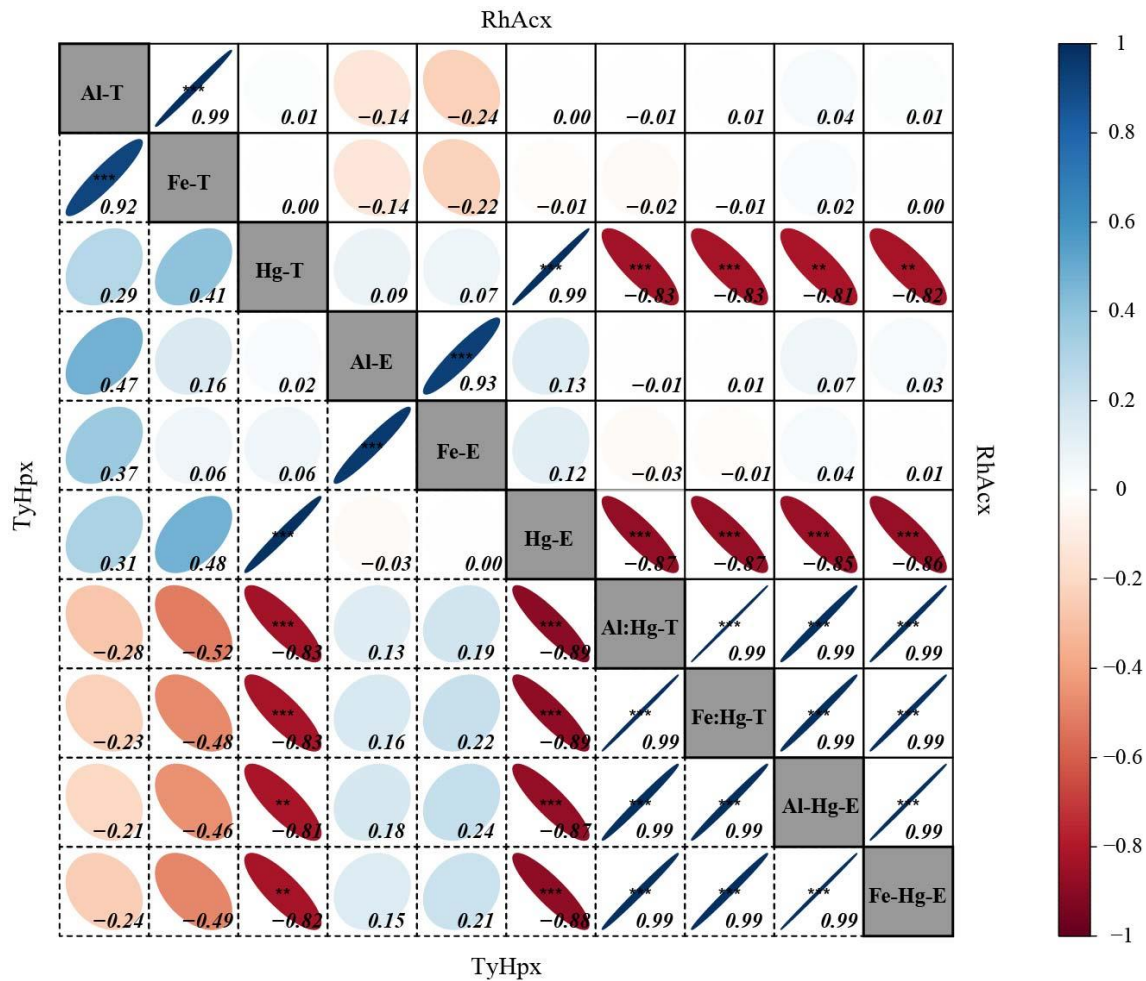 RhAcx
Al-T *** 0.99 0.01 −0.14 −0.24 0.00 −0.01 0.01 0.04 0.01
*** 0.92 Fe-T 0.00 −0.14 −0.22 −0.01 −0.02 −0.01 0.02 0.00
0.29 0.41 Hg-T 0.09 0.07 *** 0.99 *** −0.83 *** −0.83 ** −0.81 ** −0.82
0.47 0.16 0.02 Al-E *** 0.93 0.13 −0.01 0.01 0.07 0.03
0.37 0.06 0.06 *** Fe-E 0.12 −0.03 −0.01 0.04 0.01
0.31 0.48 *** −0.03 0.00 Hg-E *** −0.87 *** −0.87 *** −0.85 *** −0.86
−0.28 −0.52 *** −0.83 0.13 0.19 *** −0.89 Al:Hg-T *** 0.99 *** 0.99 *** 0.99
−0.23 −0.48 *** −0.83 0.16 0.22 *** −0.89 *** 0.99 Fe:Hg-T *** 0.99 *** 0.99
−0.21 −0.46 ** −0.81 0.18 0.24 *** −0.87 *** 0.99 *** 0.99 Al-Hg-E *** 0.99
−0.24 −0.49 ** −0.82 0.15 0.21 *** −0.88 *** 0.99 *** 0.99 *** 0.99 Fe-Hg-E
TyHpx
TyHpx
RhAcx
1
0.8
0.6
0.4
0.2
0
−0.2
−0.4
−0.6
−0.8
−1